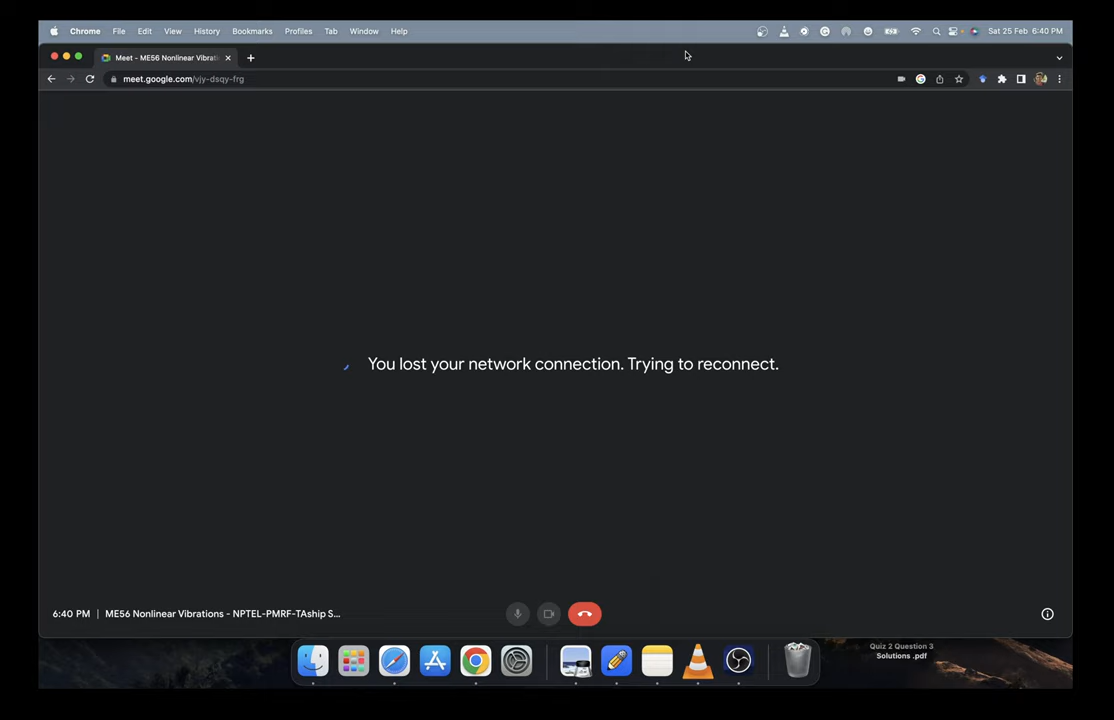 Chrome File Edit View History Bookmarks Profiles Tab Window Help Sat 25 Feb 6:40 PM
Meet - ME56 Nonlinear Vibrati
meet.google.com/vjy-dsqy-frg
You lost your network connection. Trying to reconnect.
6:40 PM | ME56 Nonlinear Vibrations - NPTEL-PMRF-TAship S...
Quiz 2 Question 3
Solutions .pdf